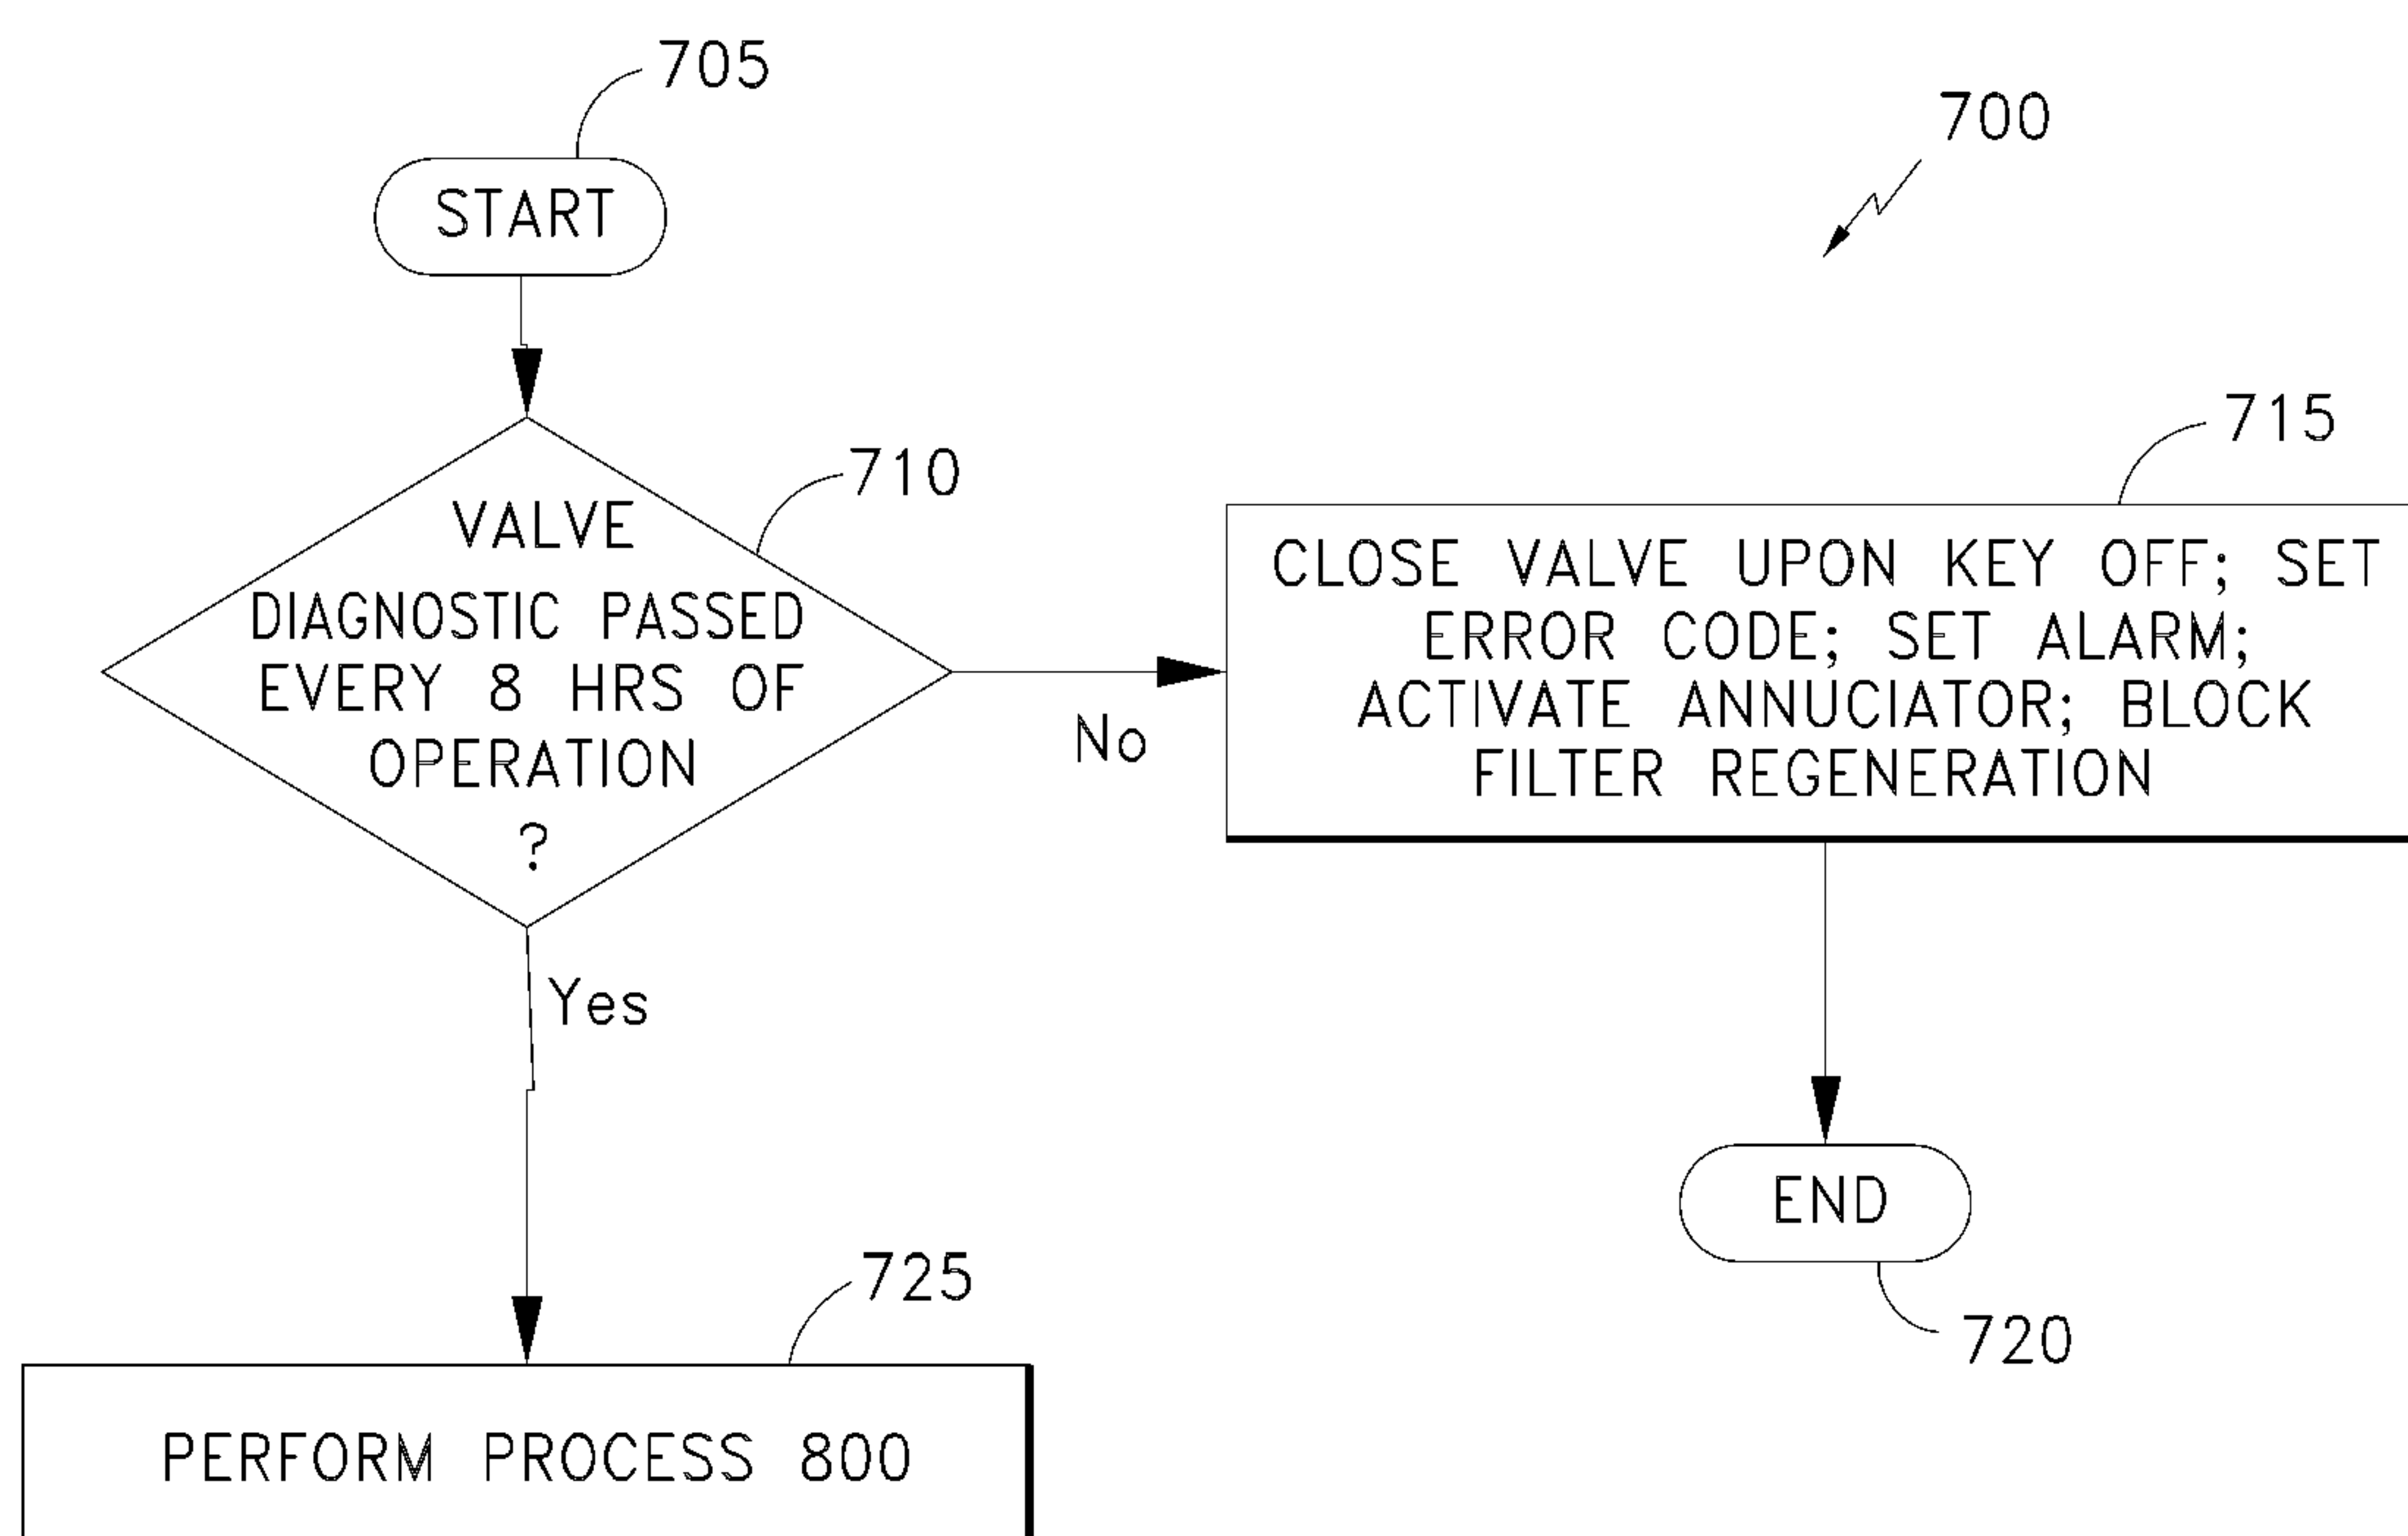 705
700
START
710
VALVE
DIAGNOSTIC PASSED
EVERY 8 HRS OF
OPERATION
?
No
715
CLOSE VALVE UPON KEY OFF; SET
ERROR CODE; SET ALARM;
ACTIVATE ANNUCIATOR; BLOCK
FILTER REGENERATION
Yes
END
720
725
PERFORM PROCESS 800